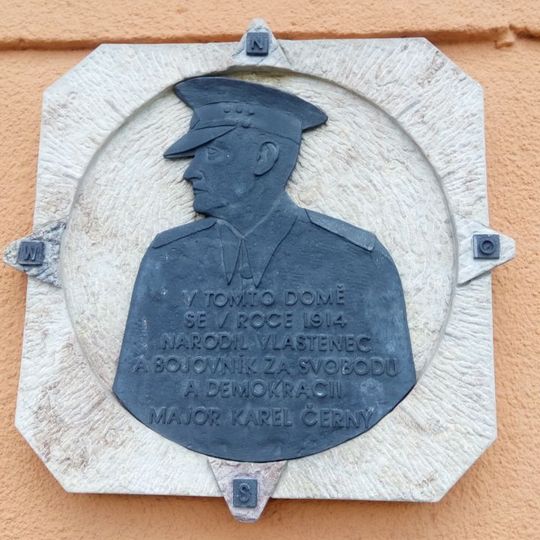 N
W
O
V TOMTO DOMĚ
SE V ROCE 1914
NARODIL VLASTENEC
A BOJOVNÍK ZA SVOBODU
A DEMOKRACII
MAJOR KAREL ČERNÝ
S